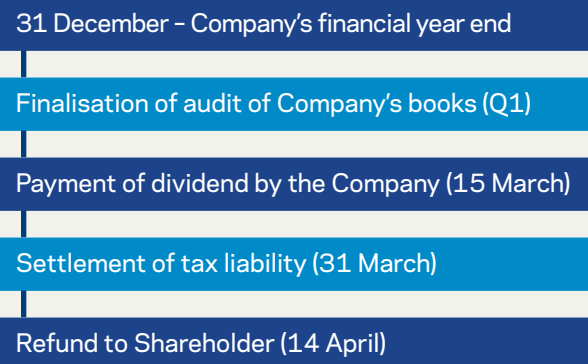 31 December – Company’s financial year end
Finalisation of audit of Company’s books (Q1)
Payment of dividend by the Company (15 March)
Settlement of tax liability (31 March)
Refund to Shareholder (14 April)